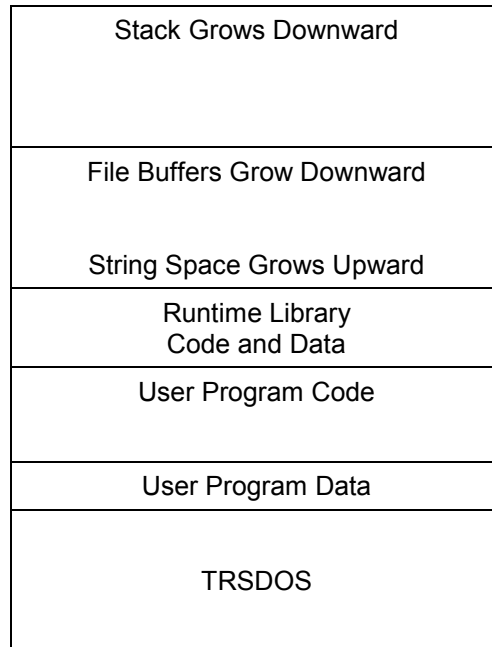 Stack Grows Downward
File Buffers Grow Downward
String Space Grows Upward
Runtime Library
Code and Data
User Program Code
User Program Data
TRSDOS